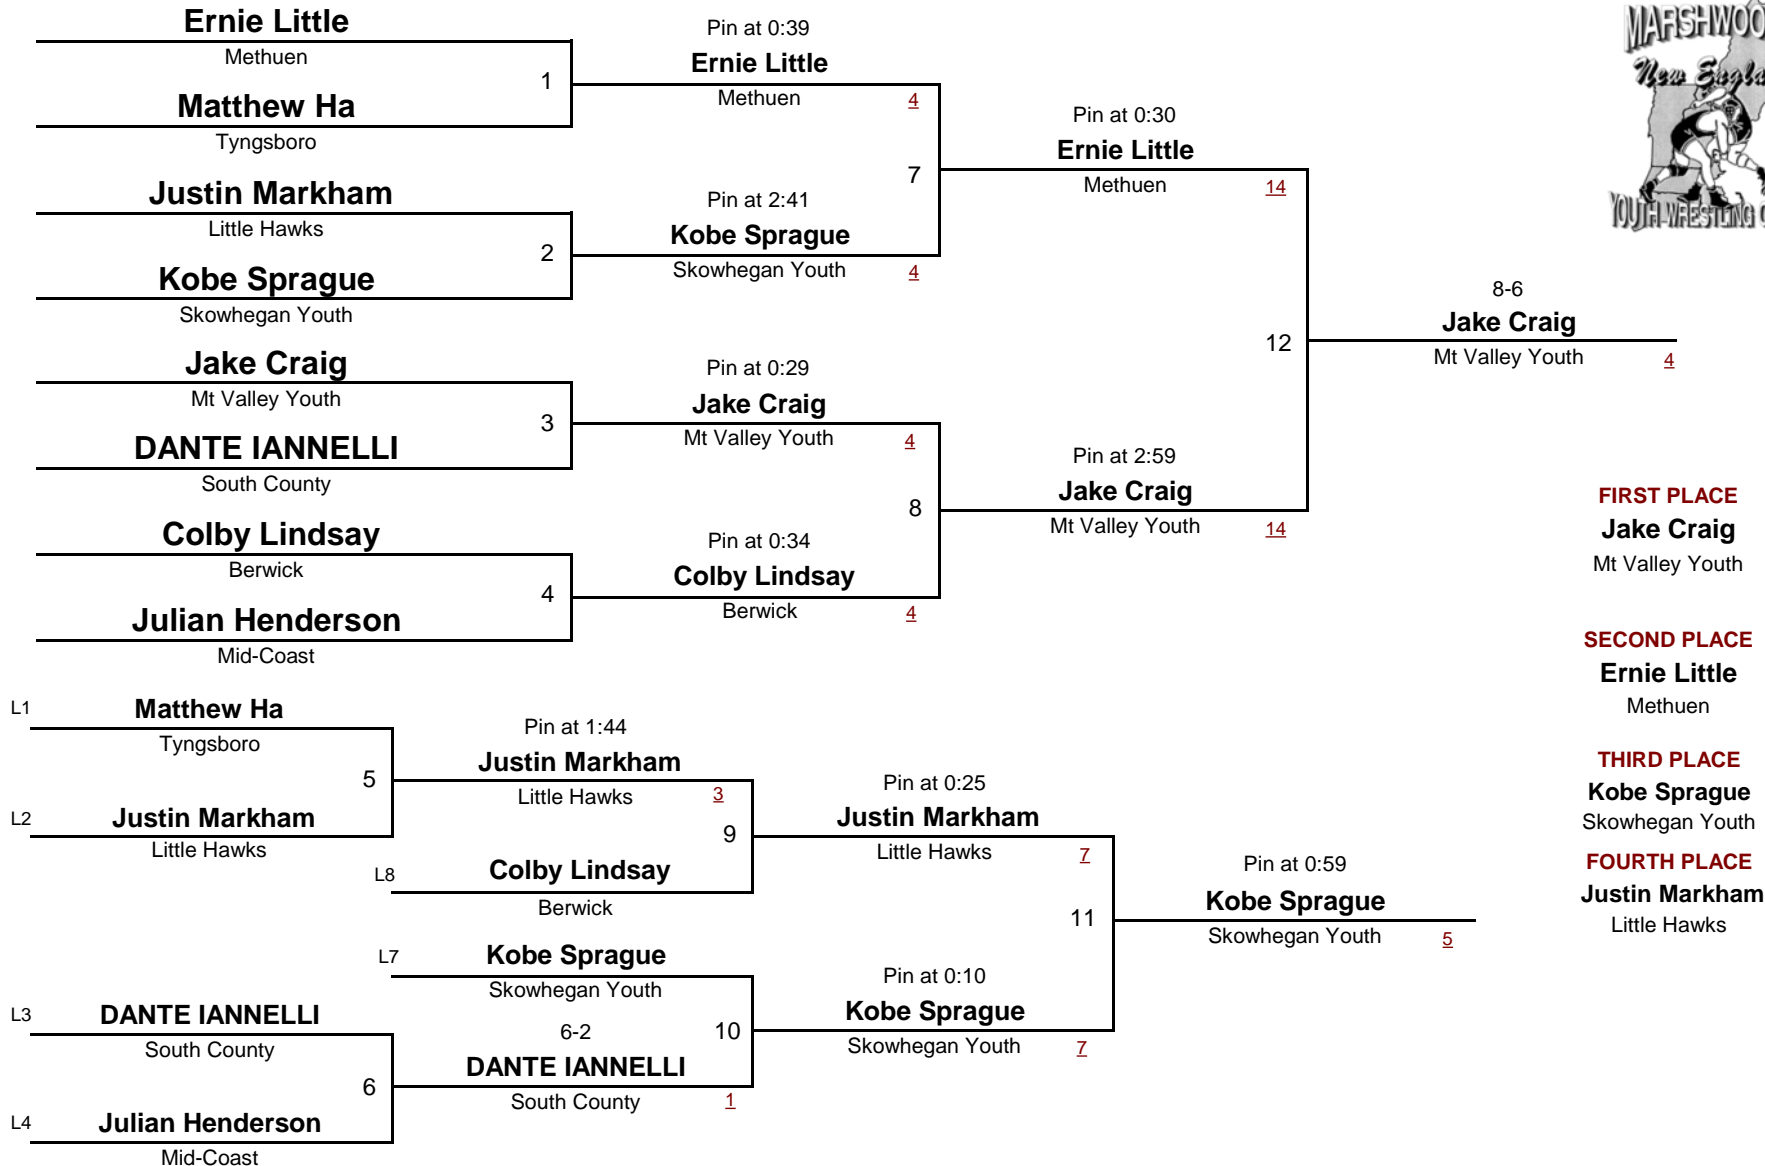 Ernie Little
Methuen
1
Matthew Ha
Tyngsboro
Justin Markham
Little Hawks
2
Kobe Sprague
Skowhegan Youth
Jake Craig
Mt Valley Youth
3
DANTE IANNELLI
South County
Colby Lindsay
Berwick
4
Julian Henderson
Mid-Coast
Pin at 0:39
Ernie Little
Methuen 4
7
Pin at 2:41
Kobe Sprague
Skowhegan Youth 4
Pin at 0:29
Jake Craig
Mt Valley Youth 4
8
Pin at 0:34
Colby Lindsay
Berwick 4
Pin at 0:30
Ernie Little
Methuen 14
12
Pin at 2:59
Jake Craig
Mt Valley Youth 14
8-6
Jake Craig
Mt Valley Youth 4
New
YOUTH WRESTLING
FIRST PLACE
Jake Craig
Mt Valley Youth
SECOND PLACE
Ernie Little
Methuen
THIRD PLACE
Kobe Sprague
Skowhegan Youth
FOURTH PLACE
Justin Markham
Little Hawks
L1 Matthew Ha
Tyngsboro
5
L2 Justin Markham
Little Hawks
Pin at 1:44
Justin Markham
Little Hawks 3
9
L8 Colby Lindsay
Berwick
L7 Kobe Sprague
Skowhegan Youth
6-2 10
DANTE IANNELLI
South County 1
L3 DANTE IANNELLI
South County
6
L4 Julian Henderson
Mid-Coast
Pin at 0:25
Justin Markham
Little Hawks 7
11
Pin at 0:10
Kobe Sprague
Skowhegan Youth 7
Pin at 0:59
Kobe Sprague
Skowhegan Youth 5